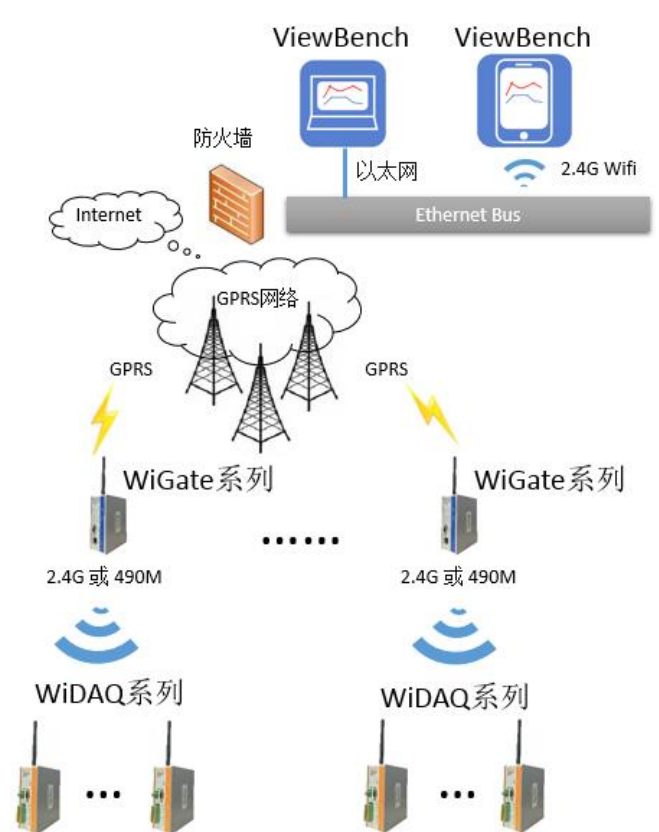 ViewBench
ViewBench
防火墙
以太网
2.4G Wifi
Internet
Ethernet Bus
GPRS网络
GPRS
GPRS
WiGate系列
WiGate系列
......
2.4G 或 490M
2.4G 或 490M
WiDAQ系列
WiDAQ系列
...
...